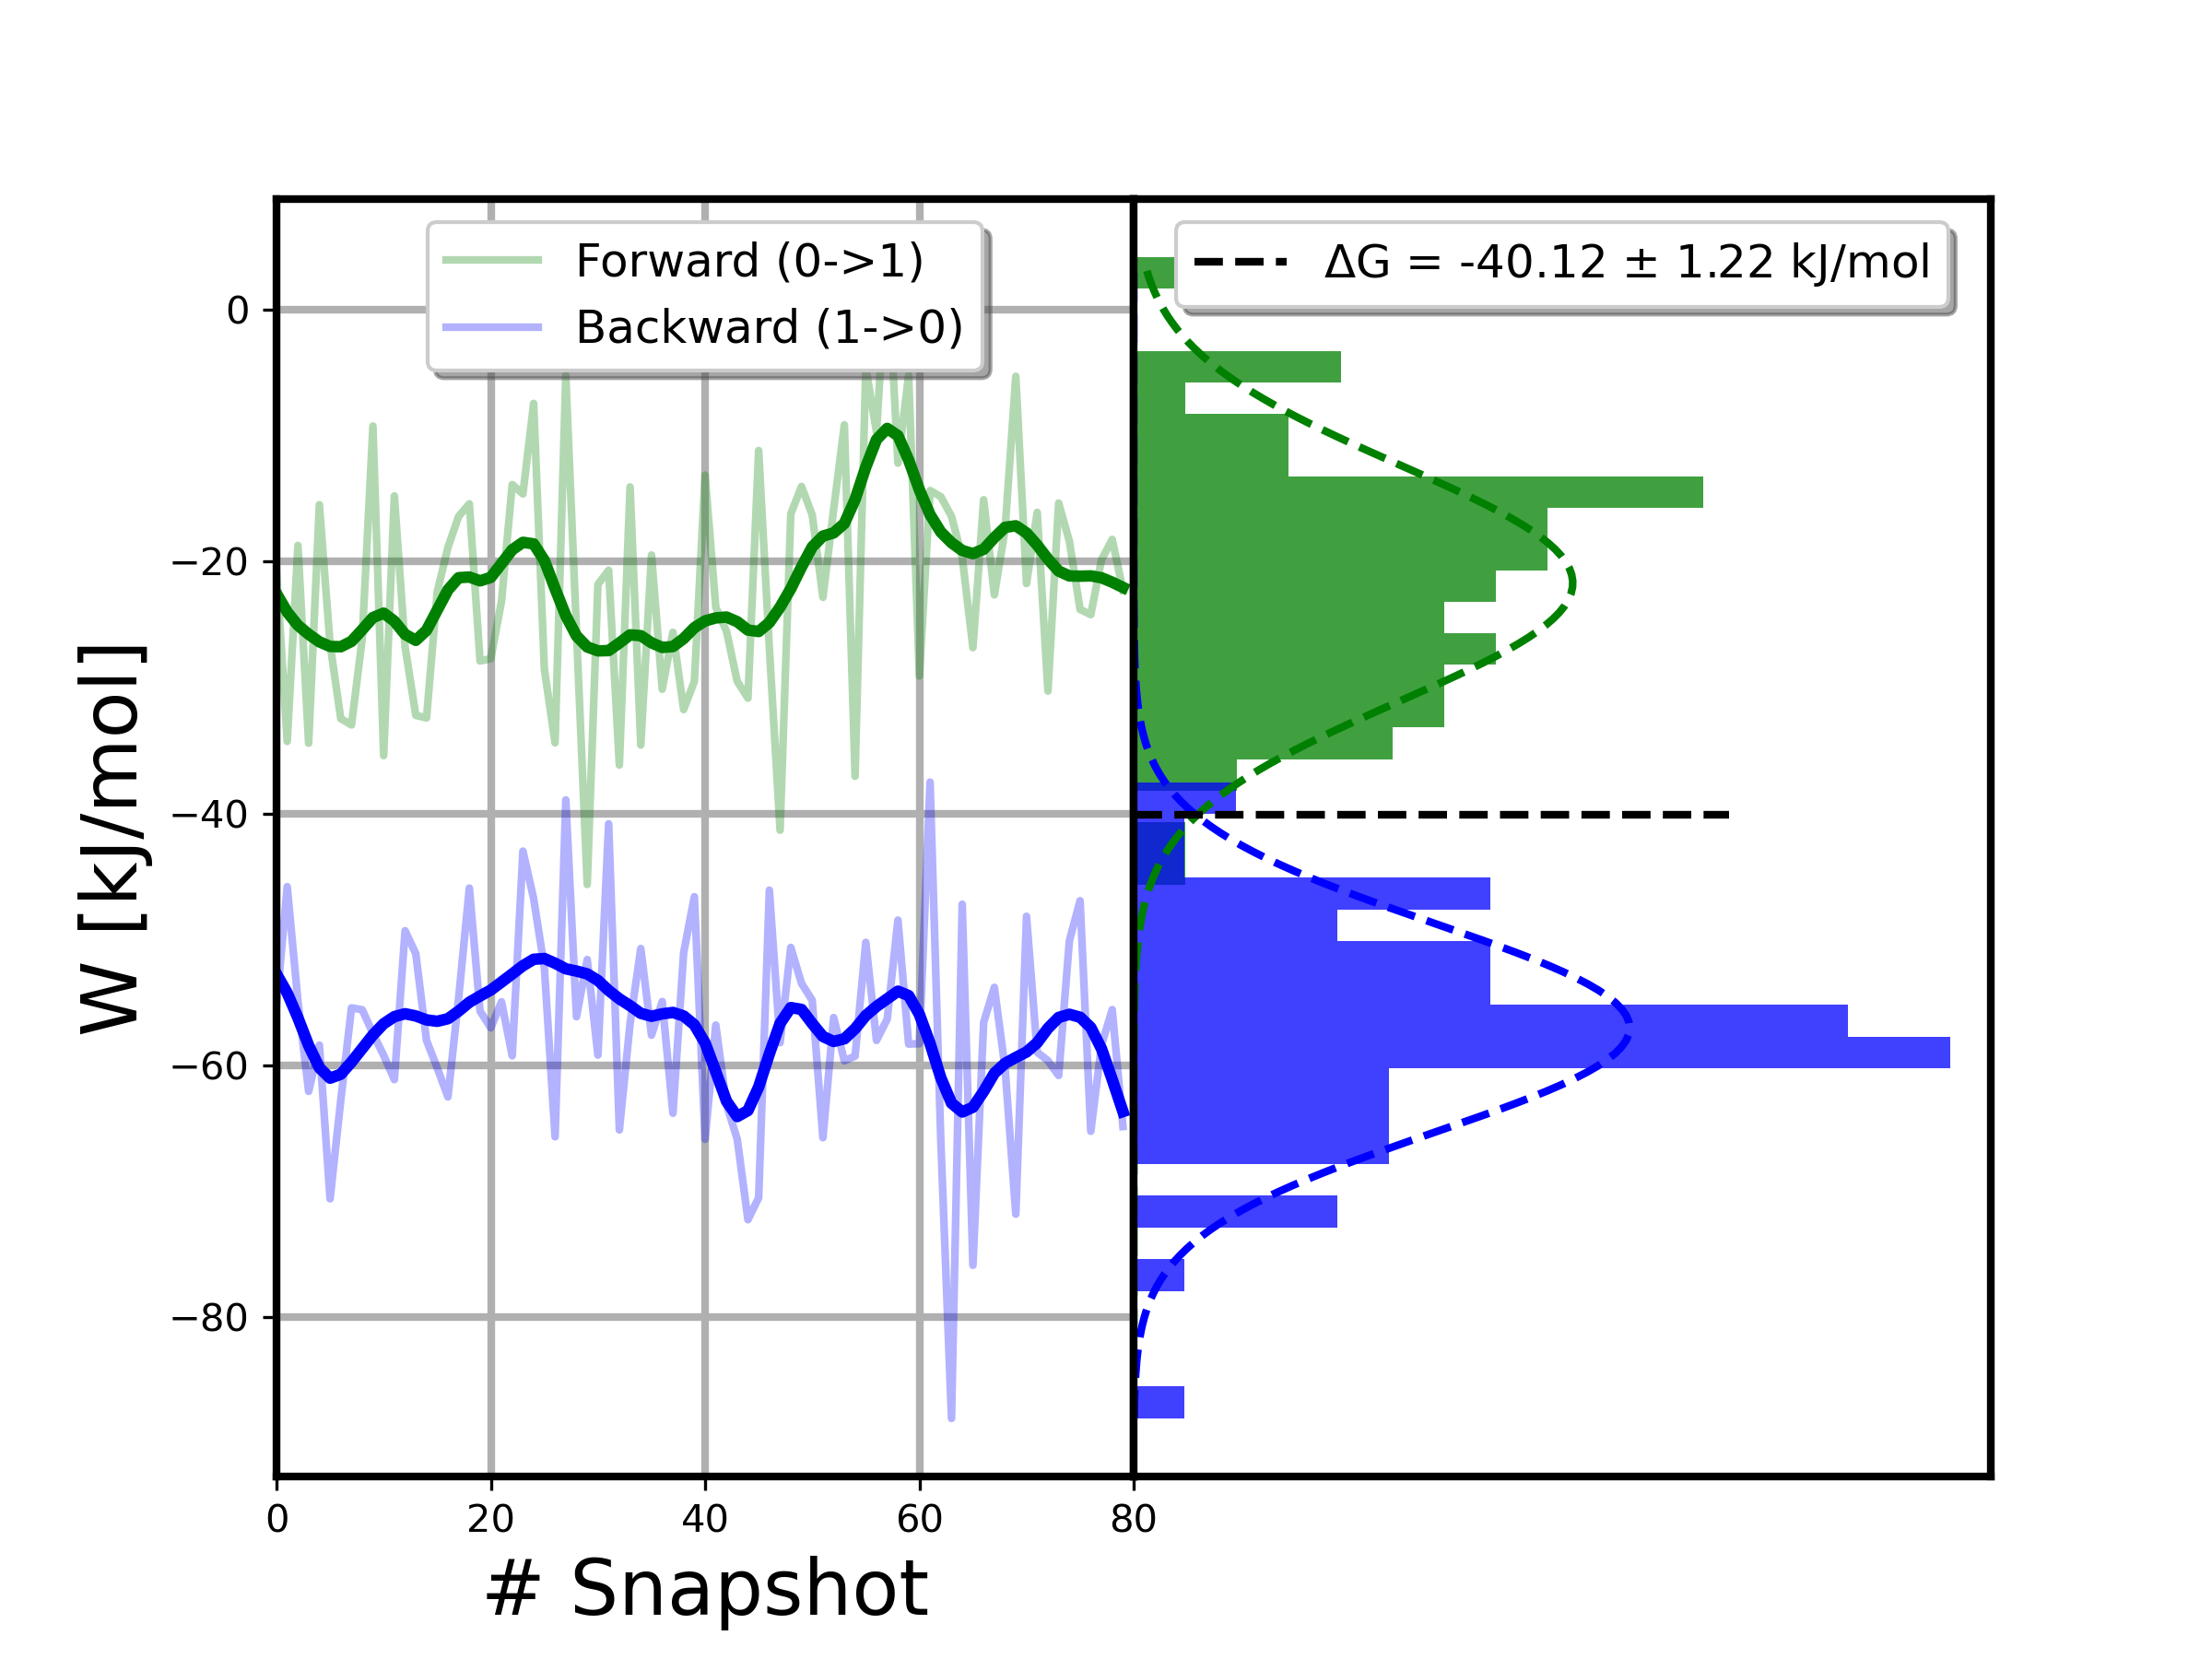 Forward (0->1)
Backward (1->0)
ΔG = -40.12 ± 1.22 kJ/mol
0
−20
−40
−60
−80
W [kJ/mol]
0 20 40 60 80
# Snapshot